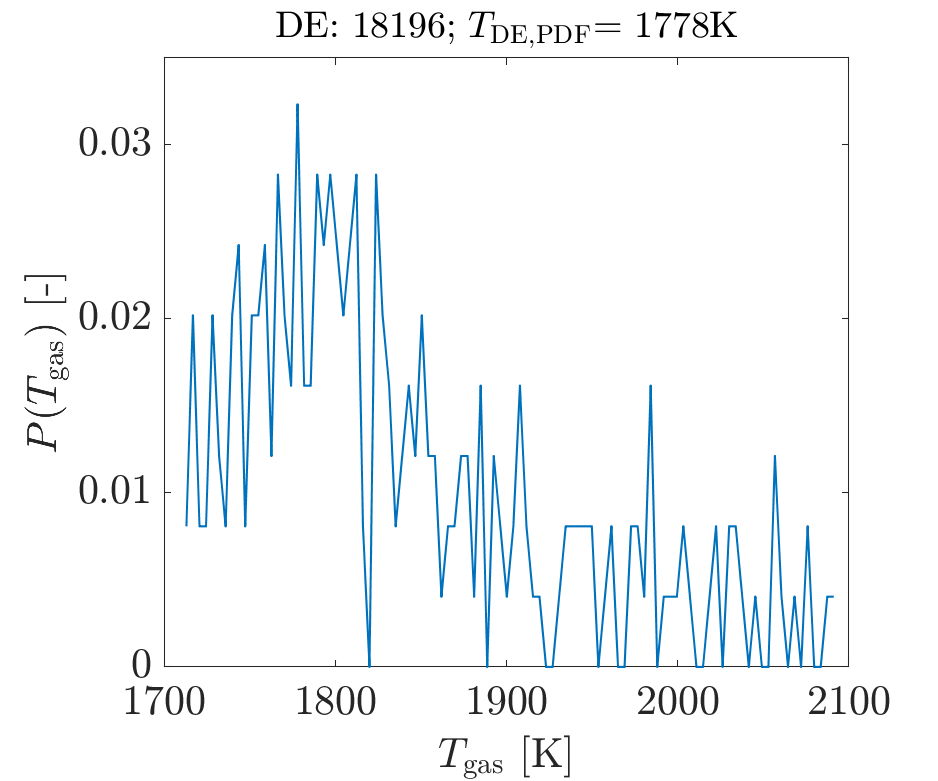 DE: 18196; T_DE,PDF= 1778K
0.03
0.02
0.01
0
1700 1800 1900 2000 2100
P(T_gas) [-]
T_gas [K]